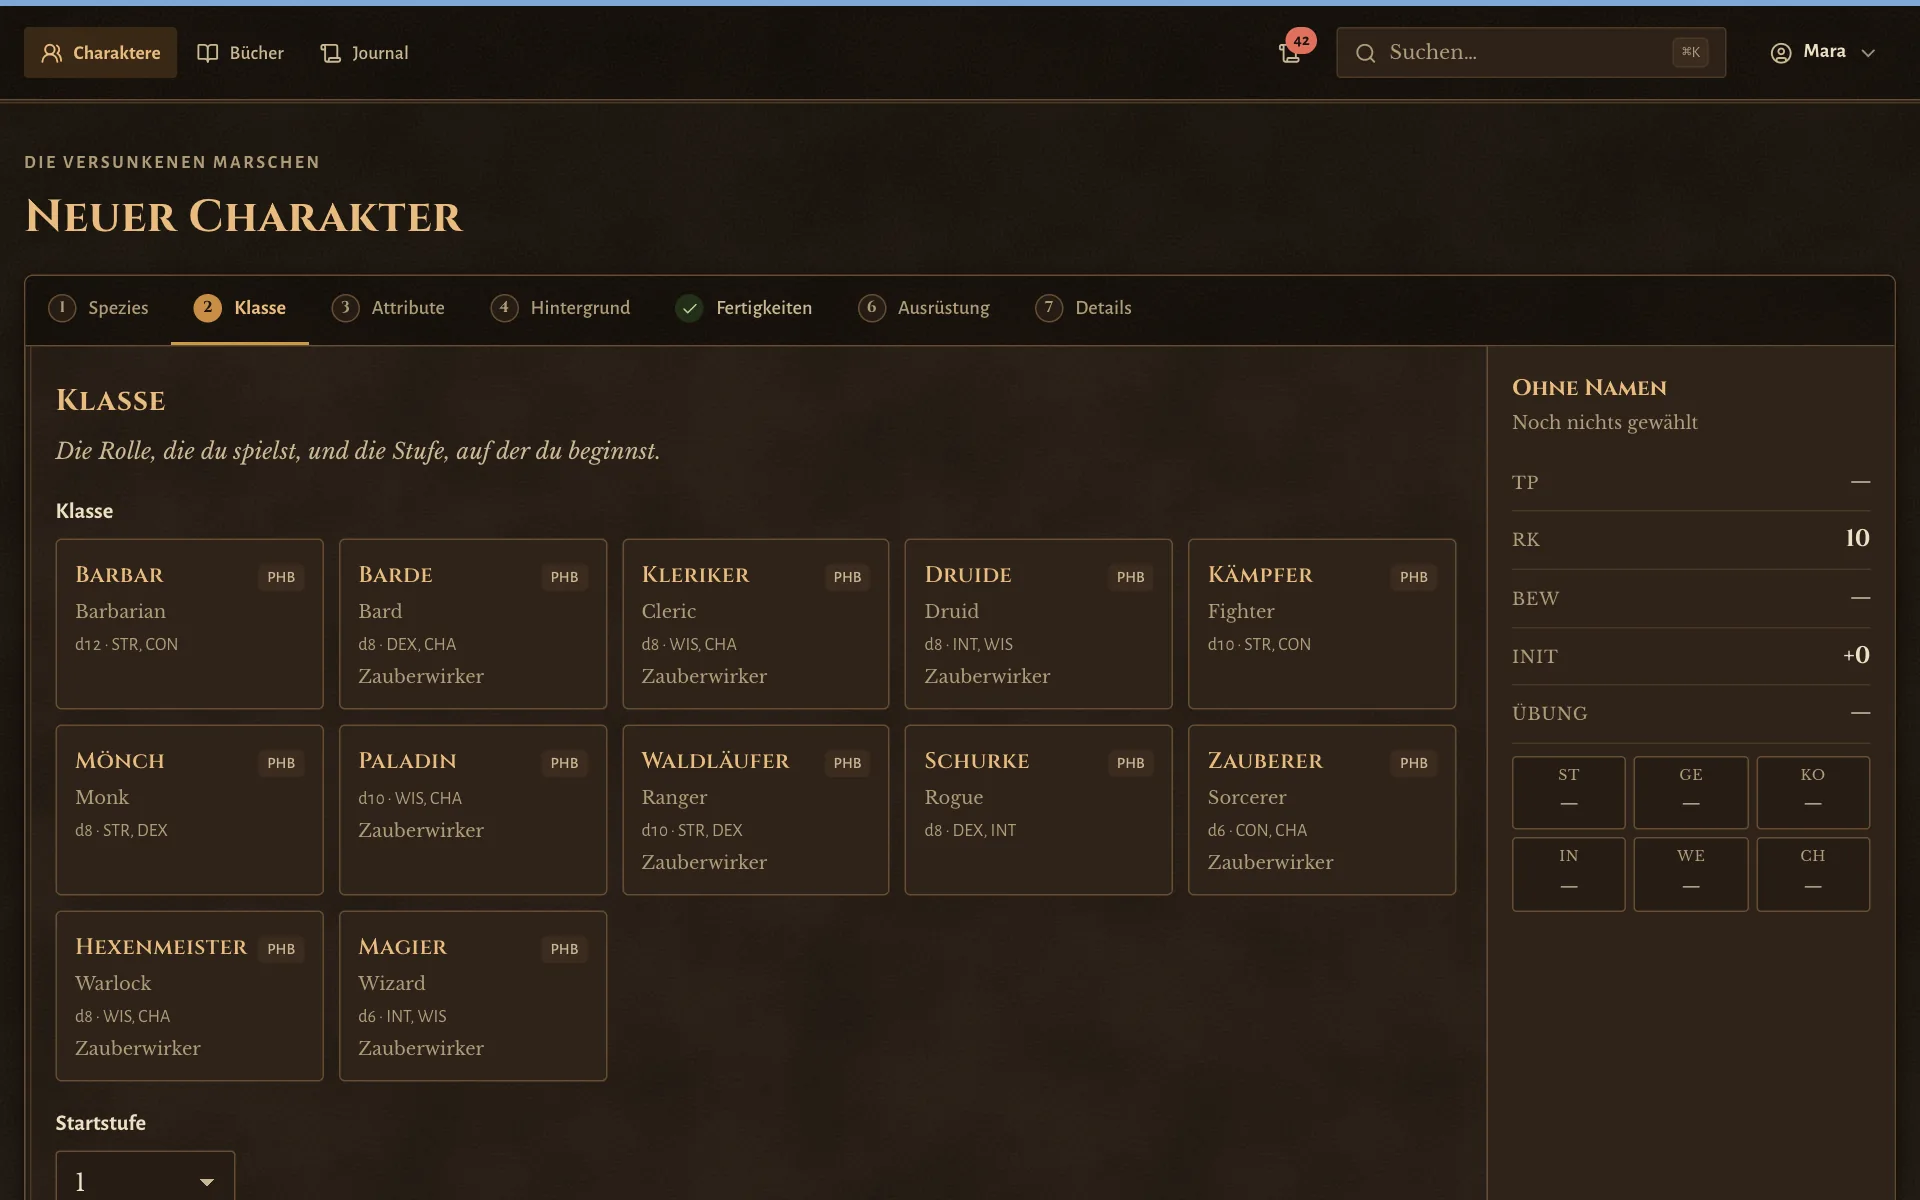 Charaktere
Bücher
Journal
42
Suchen…
⌘K
Mara
DIE VERSUNKENEN MARSCHEN
NEUER CHARAKTER
1 Spezies
2 Klasse
3 Attribute
4 Hintergrund
Fertigkeiten
6 Ausrüstung
7 Details
KLASSE
Die Rolle, die du spielst, und die Stufe, auf der du beginnst.
Klasse
BARBAR PHB
Barbarian
d12 · STR, CON
BARDE PHB
Bard
d8 · DEX, CHA
Zauberwirker
KLERIKER PHB
Cleric
d8 · WIS, CHA
Zauberwirker
DRUIDE PHB
Druid
d8 · INT, WIS
Zauberwirker
KÄMPFER PHB
Fighter
d10 · STR, CON
MÖNCH PHB
Monk
d8 · STR, DEX
PALADIN PHB
d10 · WIS, CHA
Zauberwirker
WALDLÄUFER PHB
Ranger
d10 · STR, DEX
Zauberwirker
SCHURKE PHB
Rogue
d8 · DEX, INT
ZAUBERER PHB
Sorcerer
d6 · CON, CHA
Zauberwirker
HEXENMEISTER PHB
Warlock
d8 · WIS, CHA
Zauberwirker
MAGIER PHB
Wizard
d6 · INT, WIS
Zauberwirker
Startstufe
1
OHNE NAMEN
Noch nichts gewählt
TP —
RK 10
BEW —
INIT +0
ÜBUNG —
ST
—
GE
—
KO
—
IN
—
WE
—
CH
—